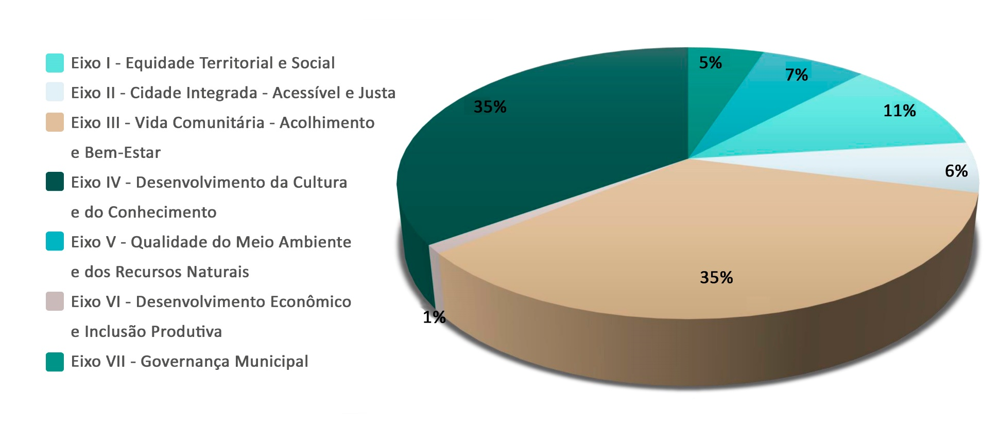 Eixo I - Equidade Territorial e Social
Eixo II - Cidade Integrada - Acessível e Justa
Eixo III - Vida Comunitária - Acolhimento
e Bem-Estar
Eixo IV - Desenvolvimento da Cultura
e do Conhecimento
Eixo V - Qualidade do Meio Ambiente
e dos Recursos Naturais
Eixo VI - Desenvolvimento Econômico
e Inclusão Produtiva
Eixo VII - Governança Municipal
5%
7%
11%
6%
35%
1%
35%